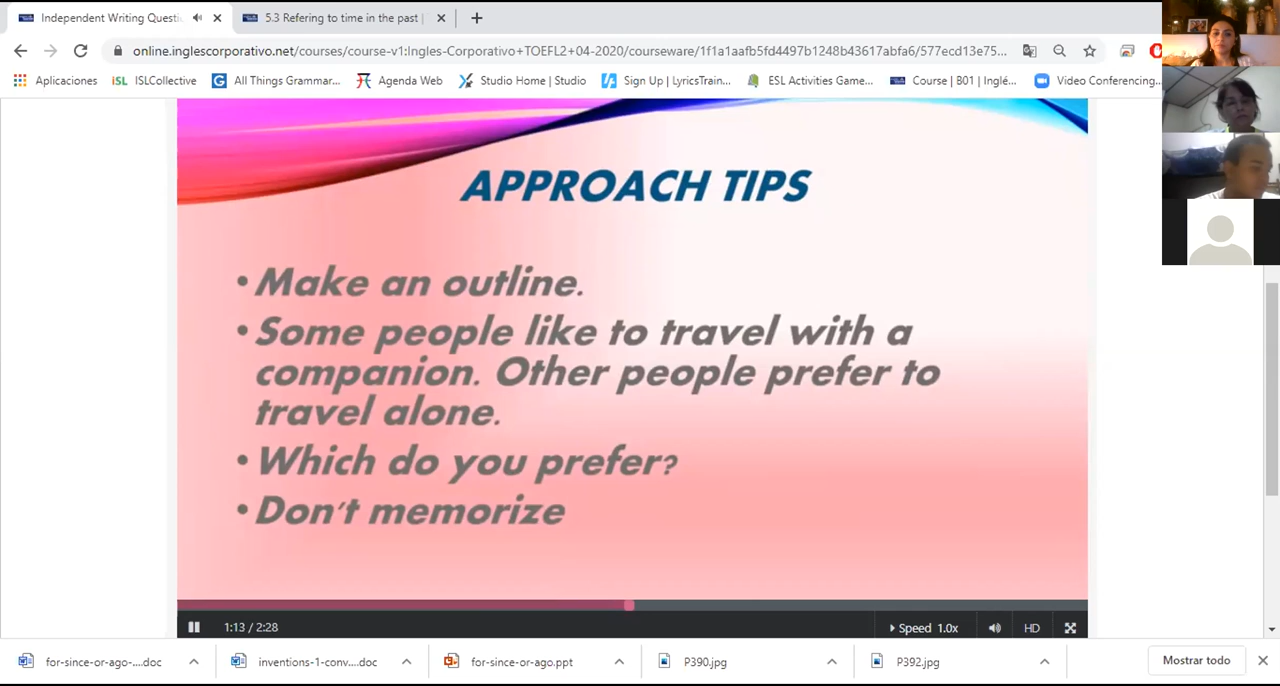 Independent Writing Questi
5.3 Refering to time in the past |
online.inglescorporativo.net/courses/course-v1:Ingles-Corporativo+TOEFL2+04-2020/courseware/1f1a1aafb5fd4497b1248b43617abfa6/577ecd13e75...
Aplicaciones
iSL ISLCollective
G All Things Grammar...
Agenda Web
Studio Home | Studio
Sign Up | LyricsTrain...
ESL Activities Game...
Course | B01 | Inglé...
Video Conferencing...
APPROACH TIPS
• Make an outline.
• Some people like to travel with a
companion. Other people prefer to
travel alone.
• Which do you prefer?
• Don't memorize
1:13 / 2:28
Speed 1.0x
HD
for-since-or-ago-....doc
inventions-1-conv....doc
for-since-or-ago.ppt
P390.jpg
P392.jpg
Mostrar todo